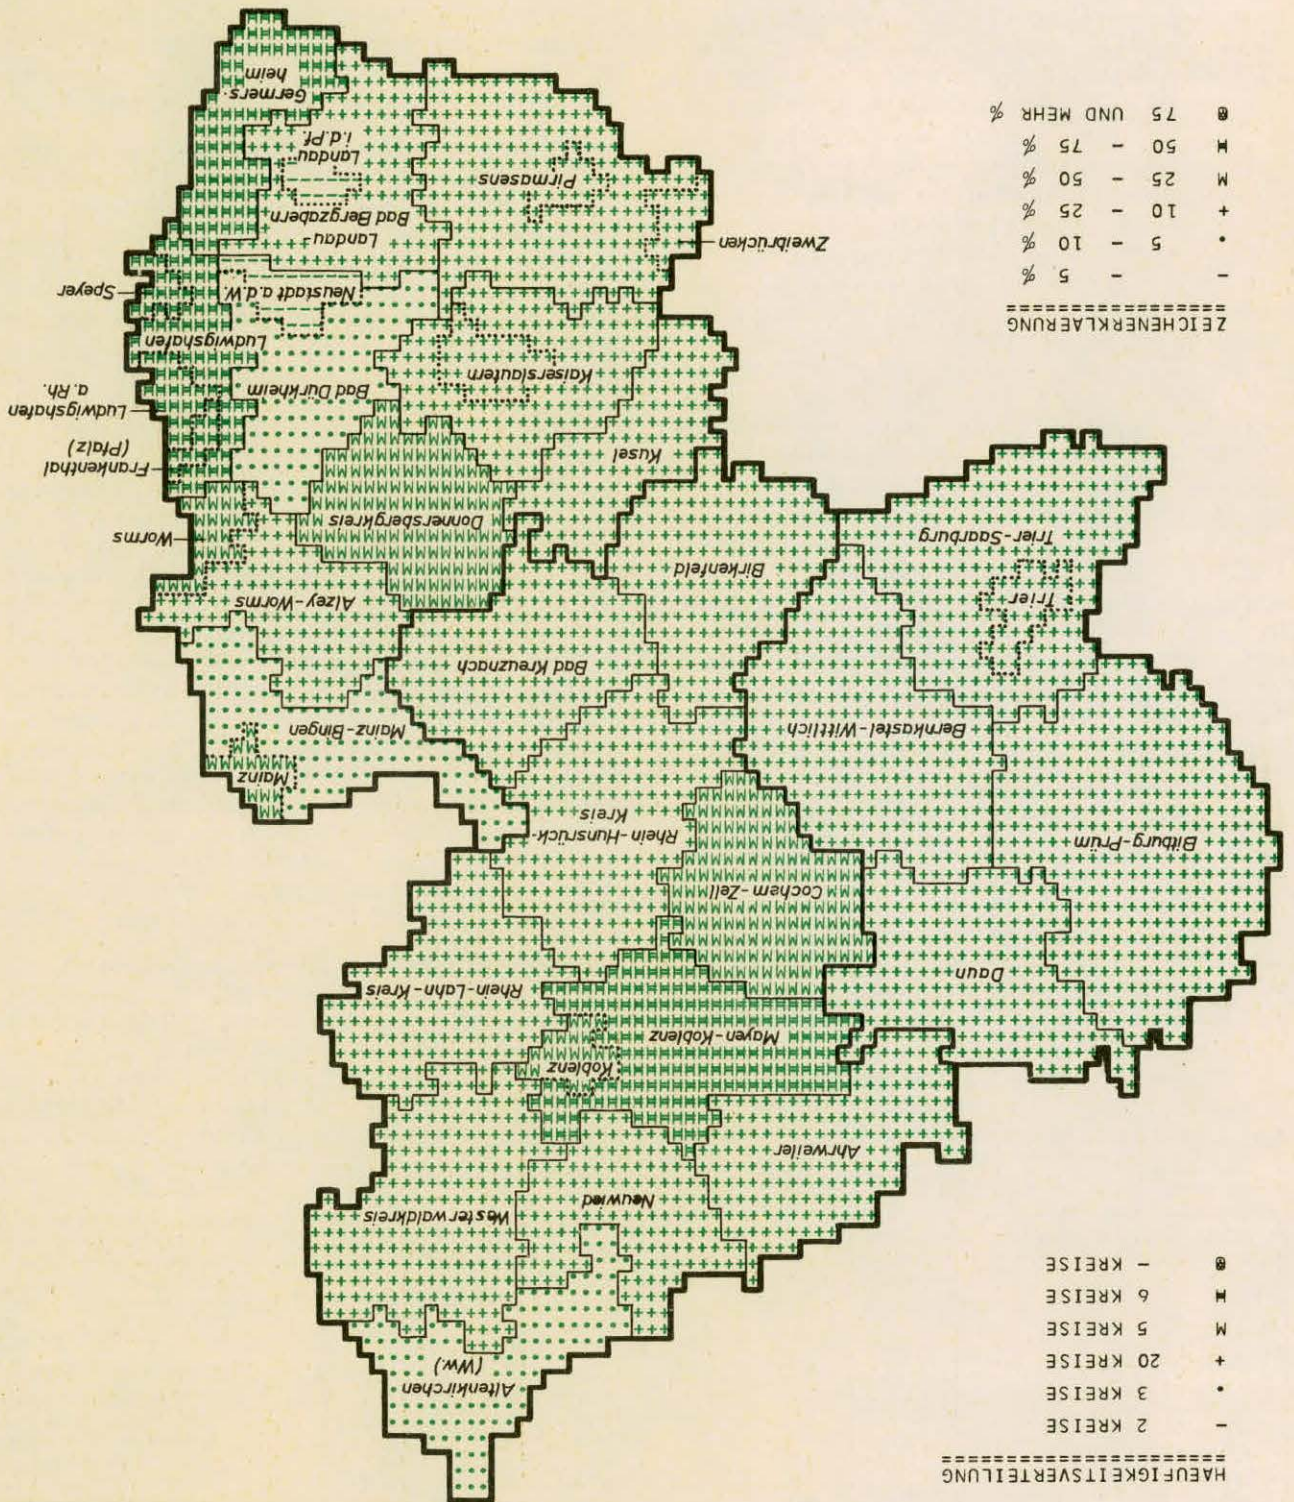 HAEUFIGKEITSVERTEILUNG
======================
- 2 KREISE
• 3 KREISE
+ 20 KREISE
M 5 KREISE
H 6 KREISE
@ - KREISE
Altenkirchen
(Ww.)
Westerwaldkreis
Neuwied
Ahrweiler
Koblenz
Mayen-Koblenz
Rhein-Lahn-Kreis
Daun
Cochem-Zell
Bitburg-Prüm
Rhein-Hunsrück-
Kreis
Mainz
Mainz-Bingen
Bernkastel-Wittlich
Bad Kreuznach
Alzey-Worms
Trier
Birkenfeld
Trier-Saarburg
Worms
Donnersbergkreis
Frankenthal
(Pfalz)
Kusel
Ludwigshafen
a. Rh.
Bad Dürkheim
Kaiserslautern
Ludwigshafen
Neustadt a.d.W.
Speyer
Zweibrücken
Landau-
Bad Bergzabern
Pirmasens
Landau
i.d.Pf.
Germers-
heim
ZEICHENERKLAERUNG
=================
- - 5 %
• 5 - 10 %
+ 10 - 25 %
M 25 - 50 %
H 50 - 75 %
@ 75 UND MEHR %